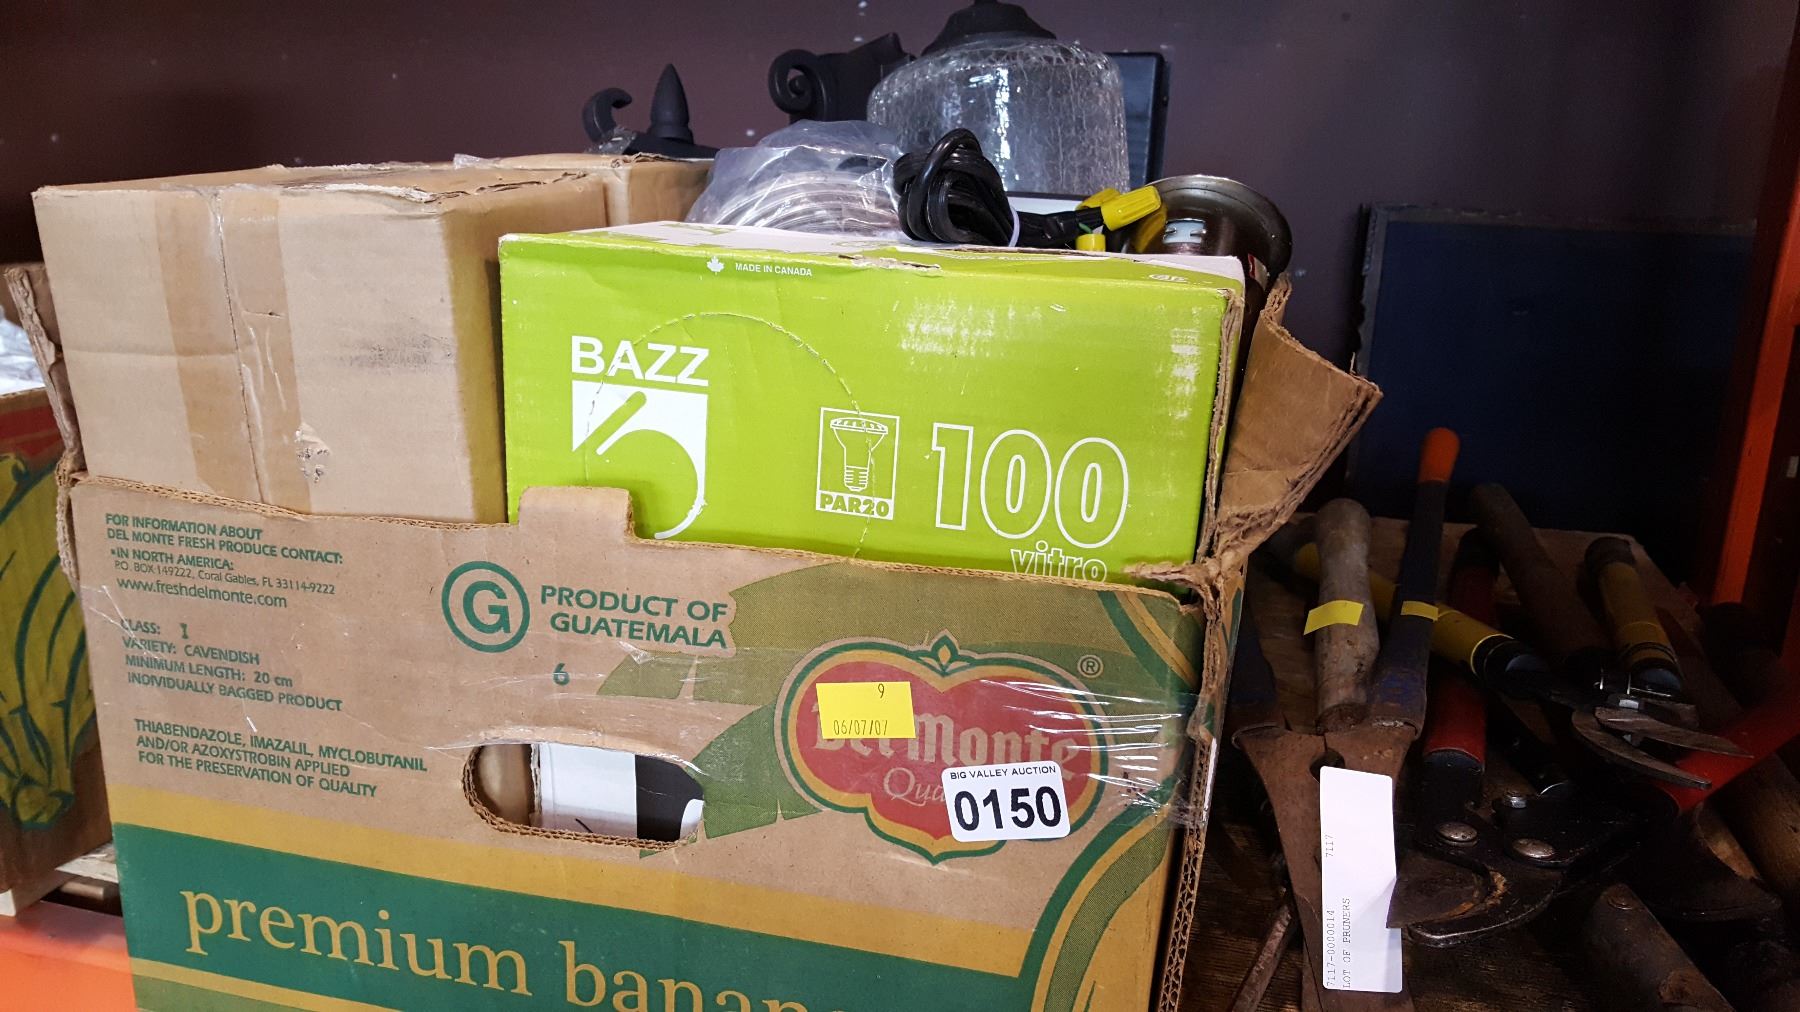 MADE IN CANADA
BAZZ
PAR20
100
vitro
FOR INFORMATION ABOUT
DEL MONTE FRESH PRODUCE CONTACT:
•IN NORTH AMERICA:
P.O. BOX 149222, Coral Gables, FL 33114-9222
www.freshdelmonte.com
CLASS: I
VARIETY: CAVENDISH
MINIMUM LENGTH: 20 cm
INDIVIDUALLY BAGGED PRODUCT
THIABENDAZOLE, IMAZALIL, MYCLOBUTANIL
AND/OR AZOXYSTROBIN APPLIED
FOR THE PRESERVATION OF QUALITY
G
PRODUCT OF
GUATEMALA
6
®
9
06/07/07
Del Monte
BIG VALLEY AUCTION
0150
premium
7117
7117-0000014
LOT OF PRUNERS